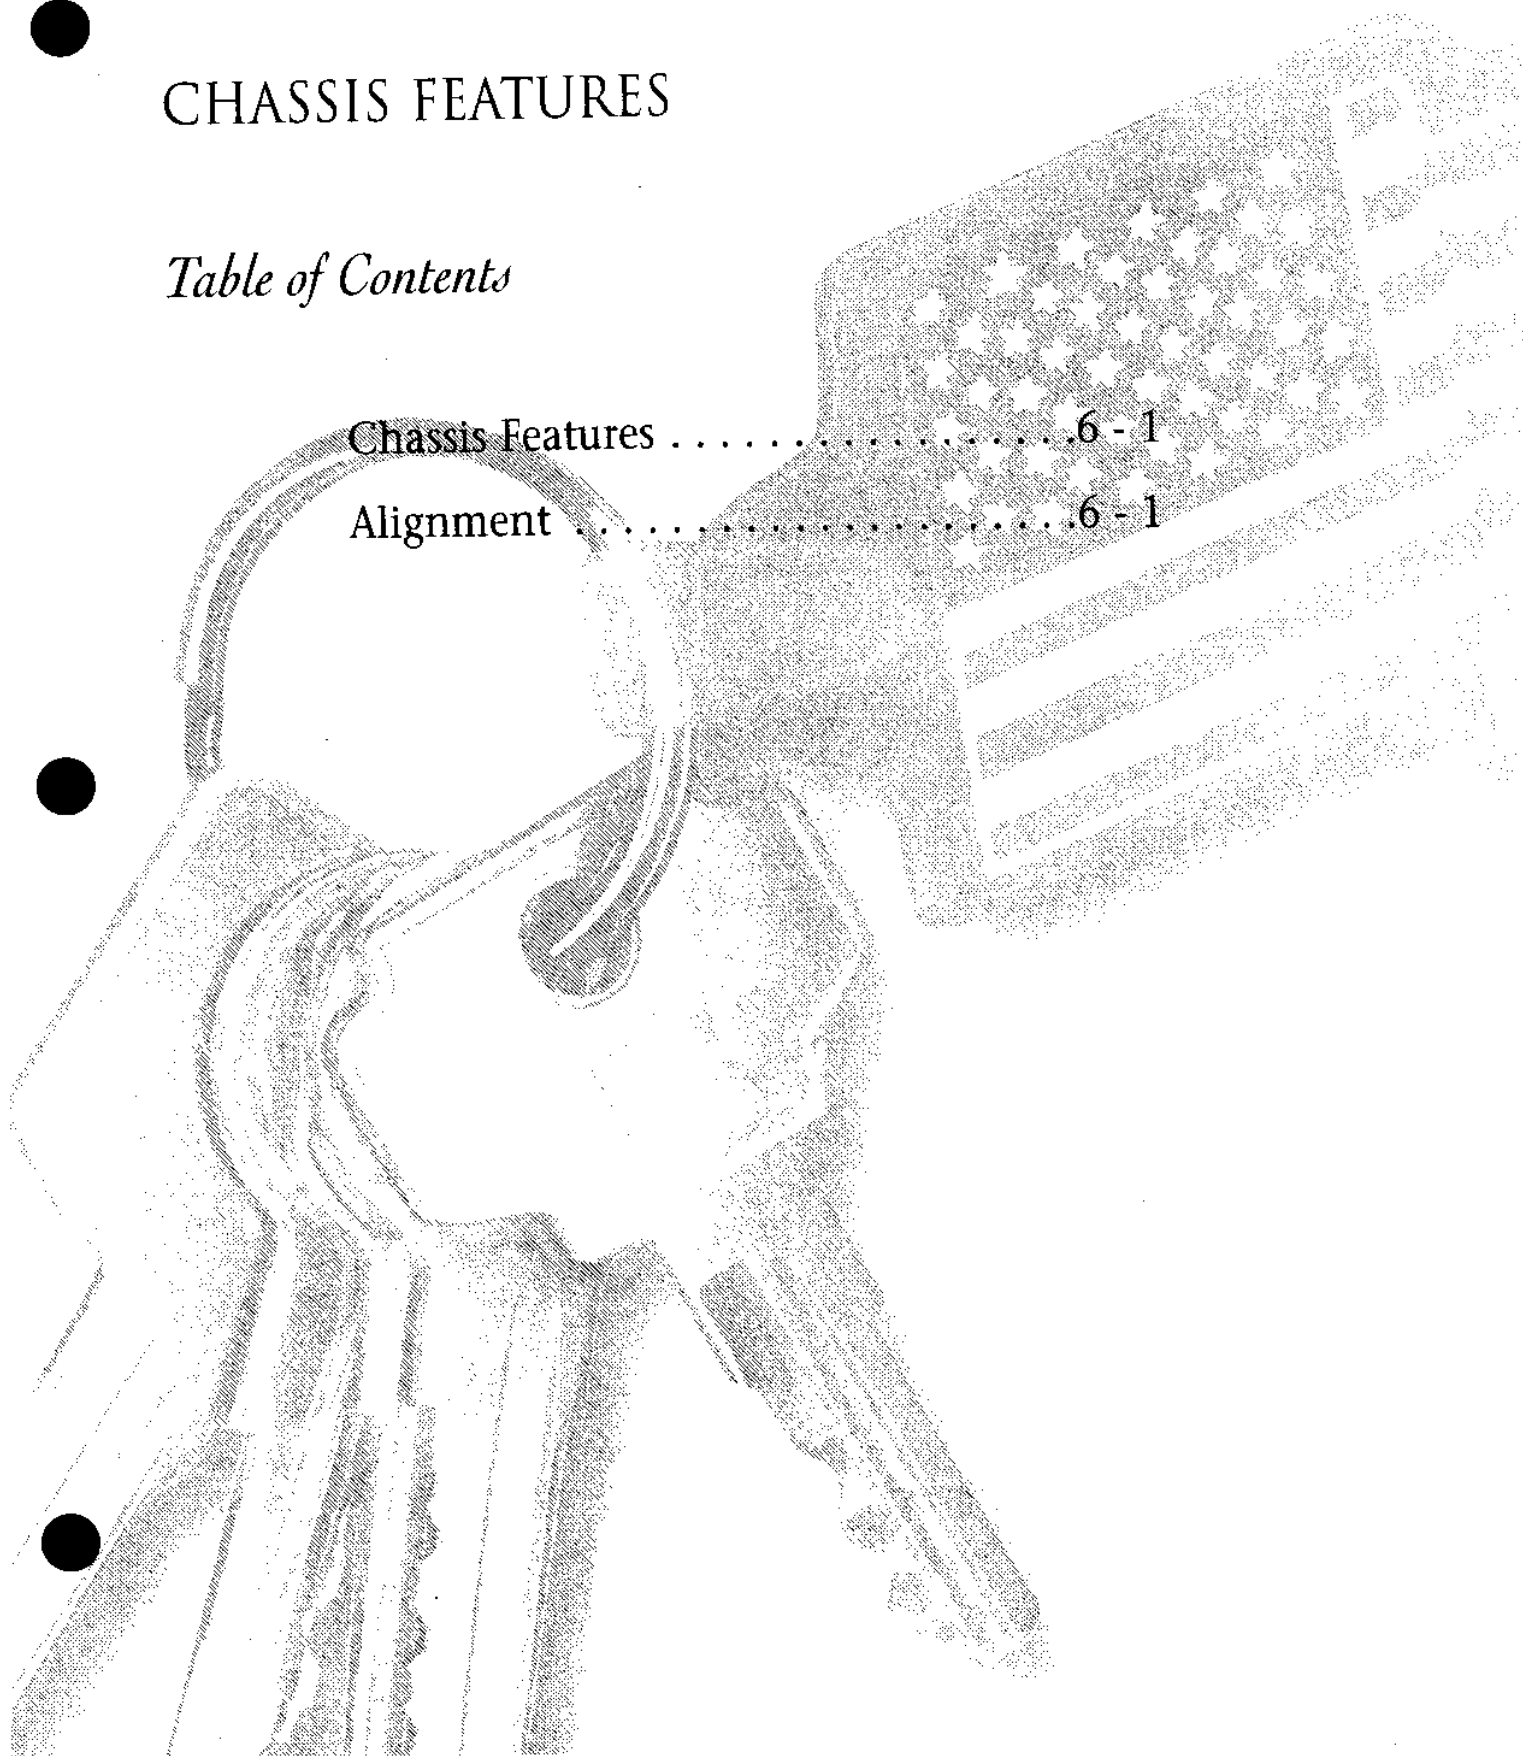 CHASSIS FEATURES
Table of Contents
Chassis Features . . . . . . . . . . . . . . . . .6 - 1
Alignment . . . . . . . . . . . . . . . . . . . . .6 - 1